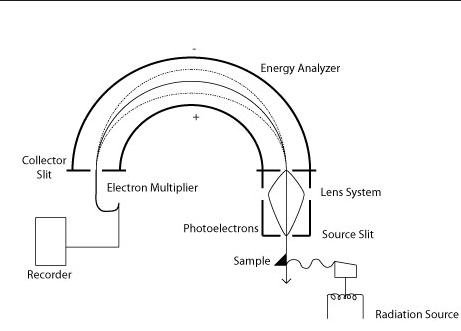 -
Energy Analyzer
+
Collector
Slit
Electron Multiplier
Lens System
Photoelectrons
Source Slit
Sample
Recorder
Radiation Source